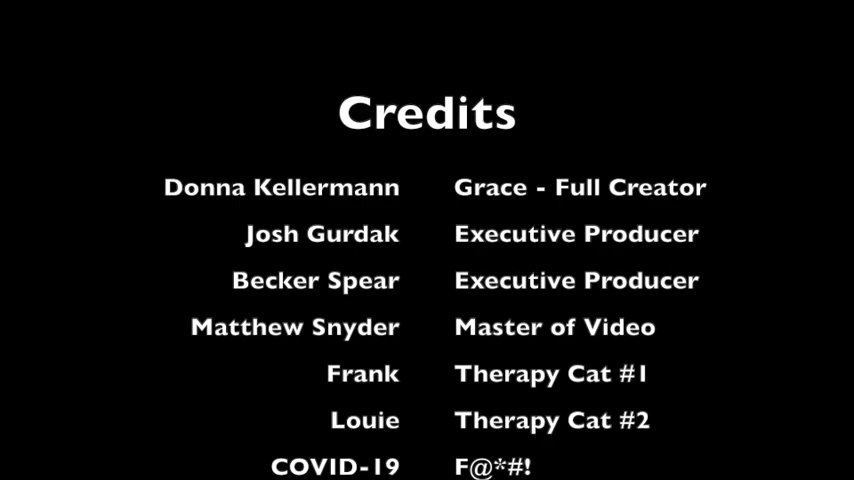 Credits
Donna Kellermann Grace - Full Creator
Josh Gurdak Executive Producer
Becker Spear Executive Producer
Matthew Snyder Master of Video
Frank Therapy Cat #1
Louie Therapy Cat #2
COVID-19 F@*#!